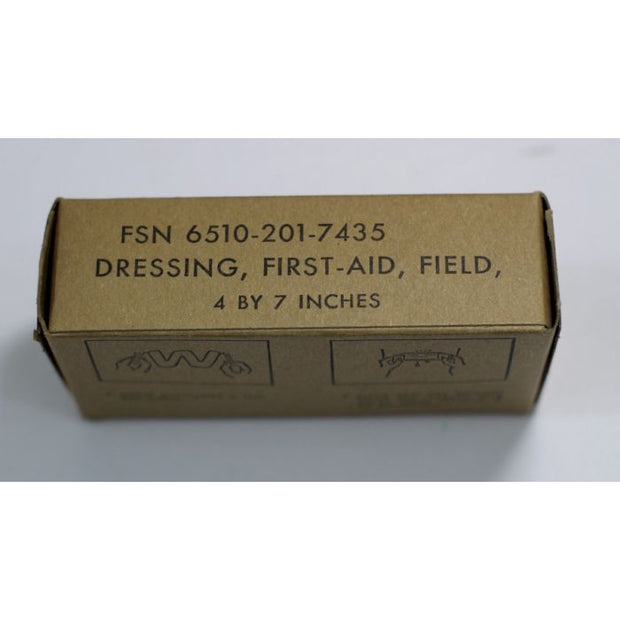 FSN 6510-201-7435
DRESSING, FIRST-AID, FIELD,
4 BY 7 INCHES